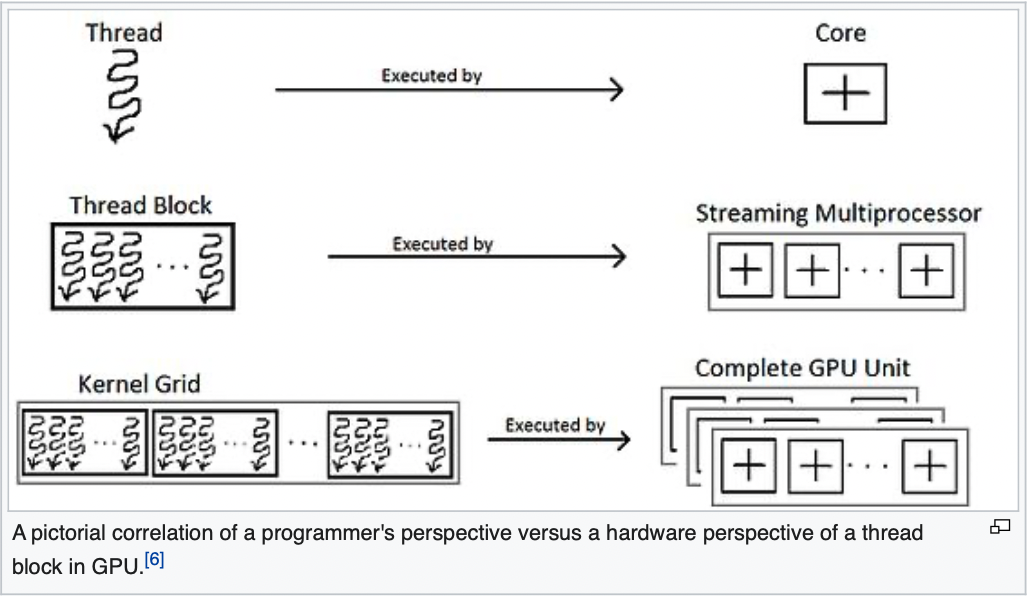 Thread
Executed by
Core
Thread Block
Executed by
Streaming Multiprocessor
Kernel Grid
Executed by
Complete GPU Unit
A pictorial correlation of a programmer's perspective versus a hardware perspective of a thread
block in GPU.[6]